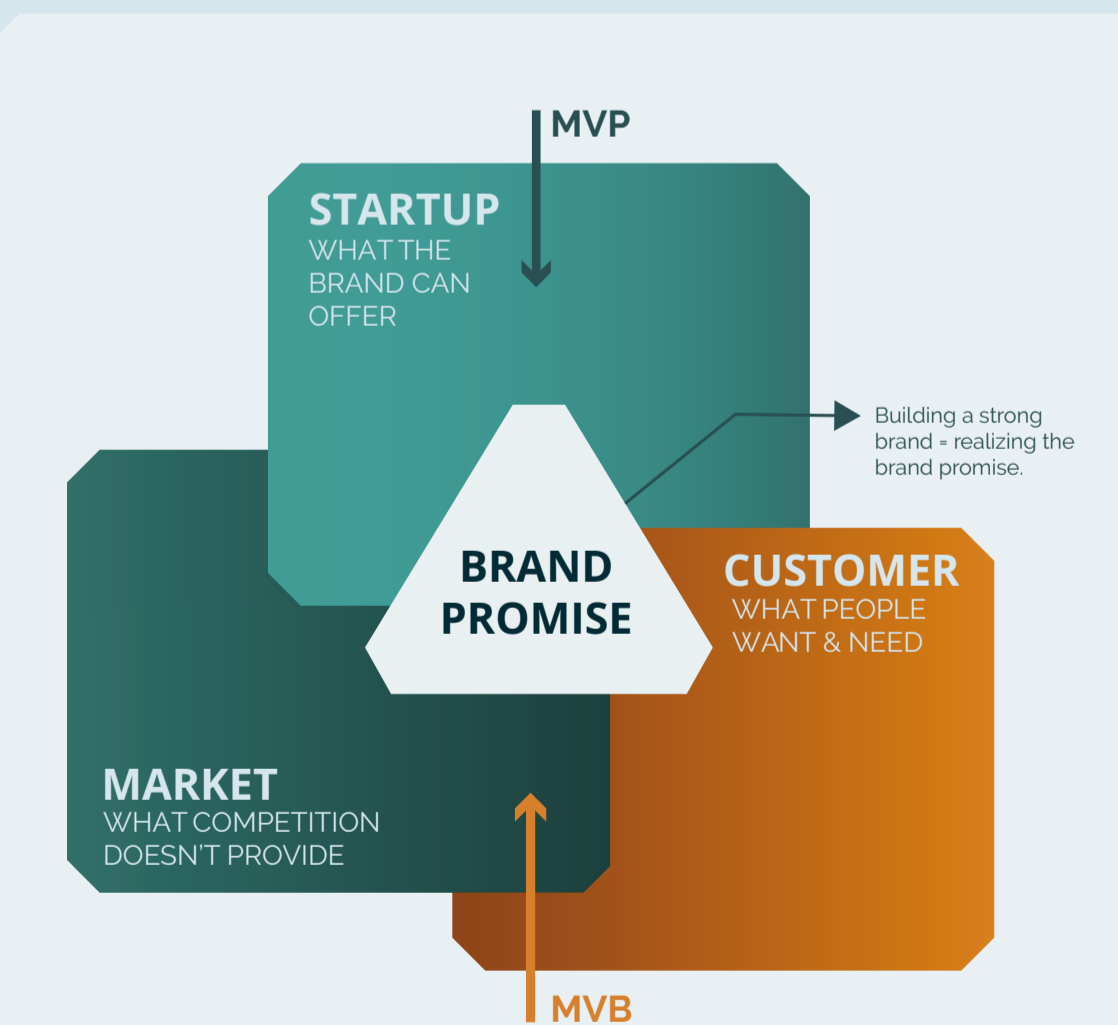 MVP
STARTUP
WHAT THE
BRAND CAN
OFFER
Building a strong
brand = realizing the
brand promise.
BRAND
PROMISE
CUSTOMER
WHAT PEOPLE
WANT & NEED
MARKET
WHAT COMPETITION
DOESN’T PROVIDE
MVB